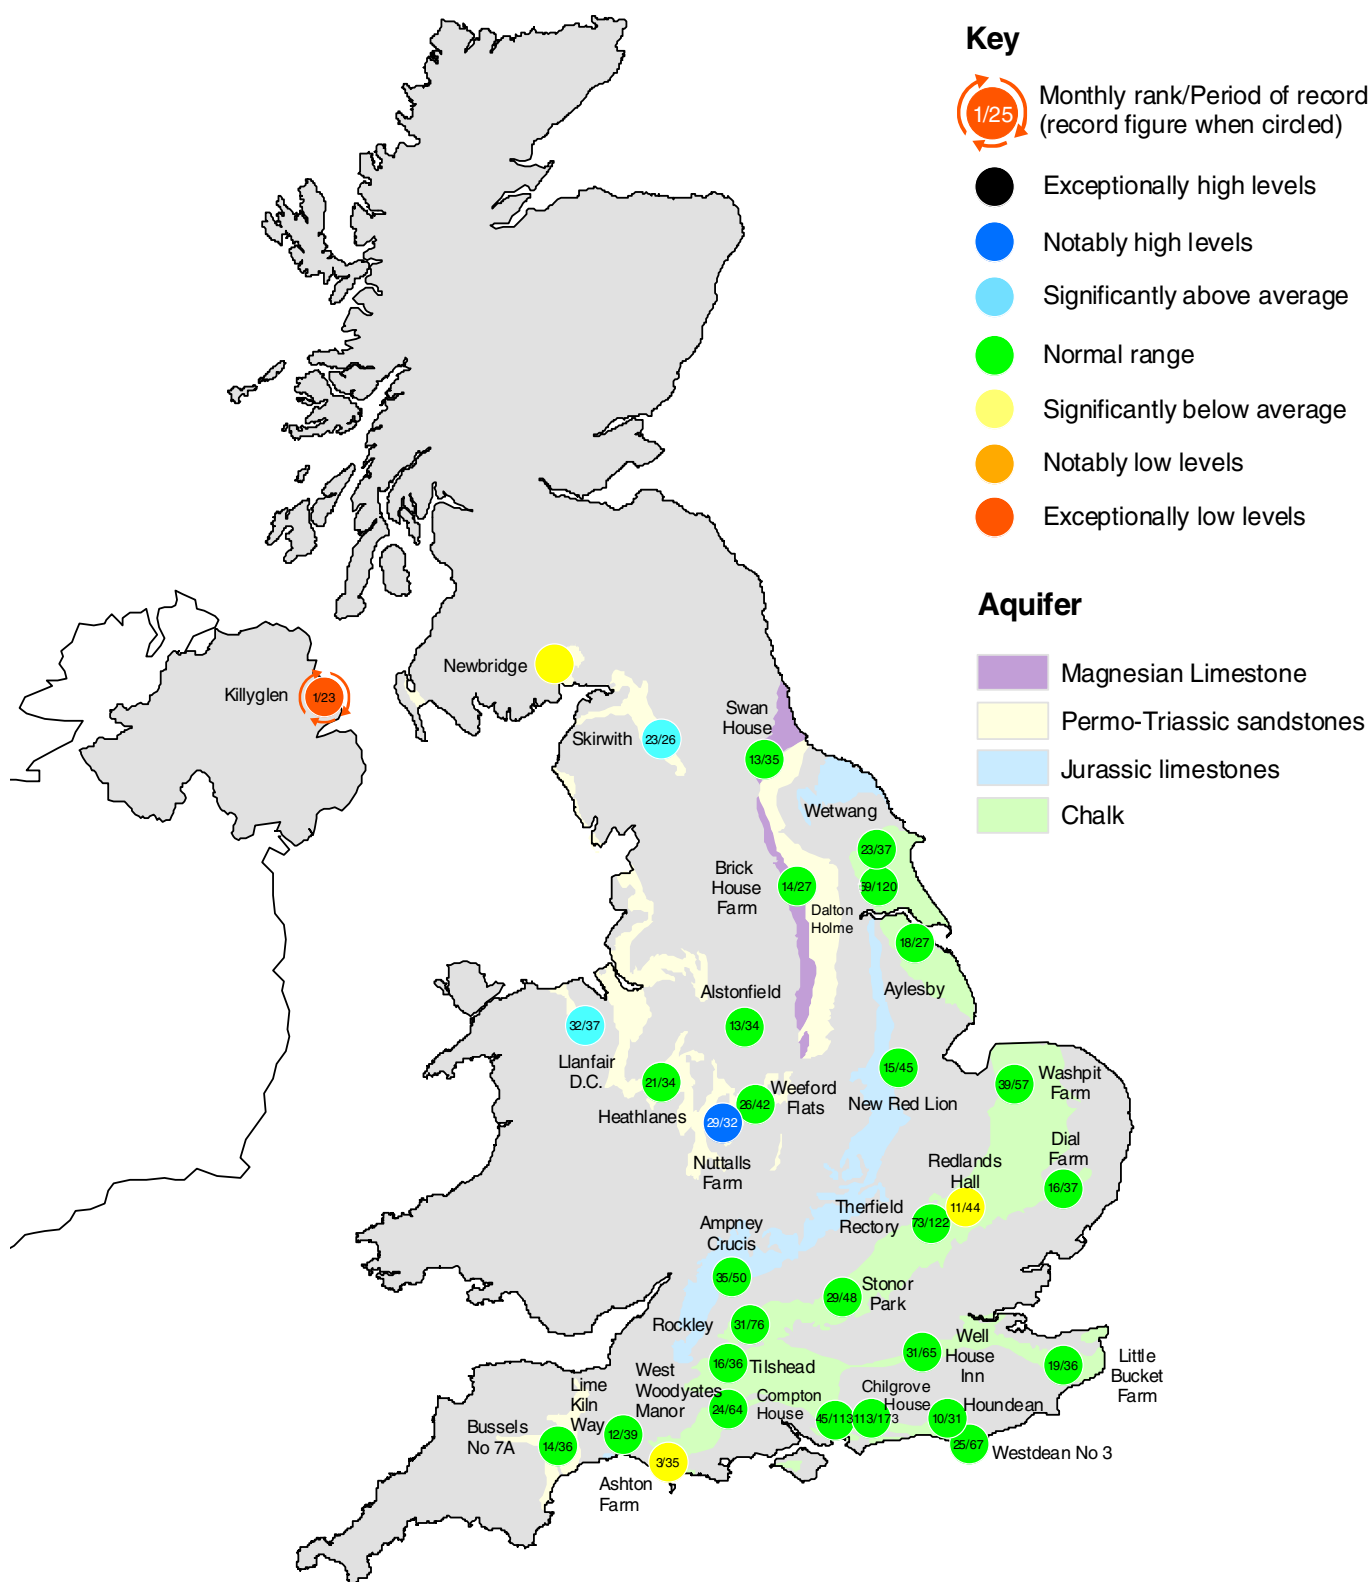 Key
1/25
Monthly rank/Period of record
(record figure when circled)
Exceptionally high levels
Notably high levels
Significantly above average
Normal range
Significantly below average
Notably low levels
Exceptionally low levels
Aquifer
Magnesian Limestone
Permo-Triassic sandstones
Jurassic limestones
Chalk
Newbridge
Killyglen
1/23
Skirwith
23/26
Swan
House
13/35
Wetwang
23/37
Brick
House
Farm
14/27
59/120
Dalton
Holme
18/27
Aylesby
Alstonfield
13/34
32/37
Llanfair
D.C.
21/34
Heathlanes
26/42
Weeford
Flats
29/32
Nuttalls
Farm
15/45
New Red Lion
39/57
Washpit
Farm
Dial
Farm
16/37
Redlands
Hall
11/44
Therfield
Rectory
73/122
Ampney
Crucis
35/50
29/48
Stonor
Park
Rockley
31/76
16/36
Tilshead
31/65
Well
House
Inn
19/36
Little
Bucket
Farm
West
Woodyates
Manor
24/64
Compton
House
45/113
Chilgrove
House
113/173
Houndean
10/31
25/67
Westdean No 3
Lime
Kiln
Way
12/39
Bussels
No 7A
14/36
3/35
Ashton
Farm